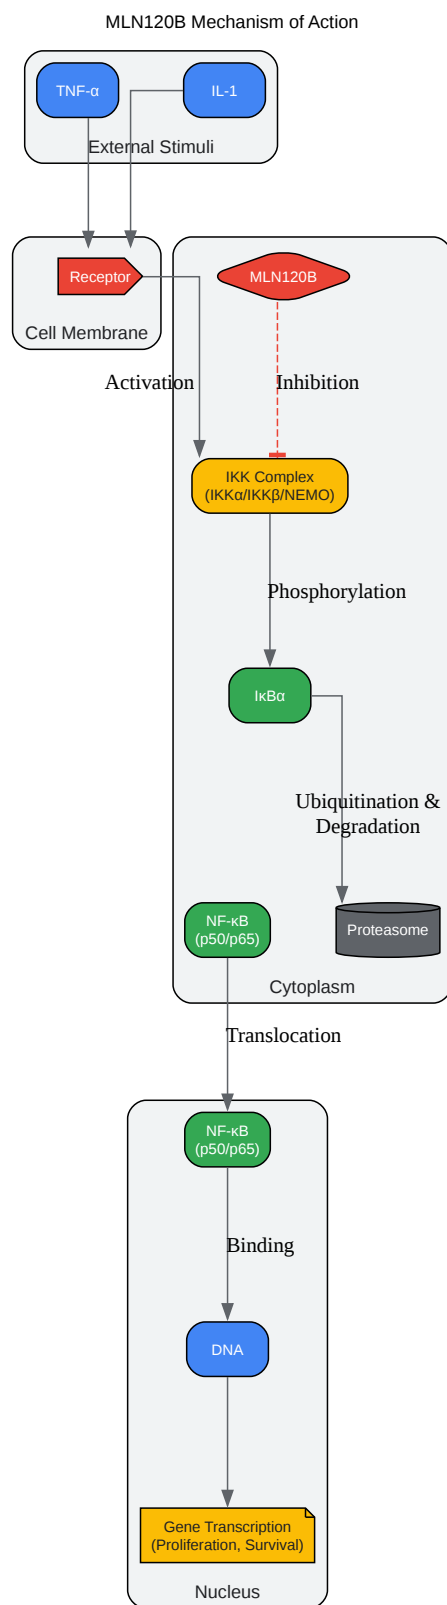 MLN120B Mechanism of Action
TNF-α
IL-1
External Stimuli
Receptor
Cell Membrane
MLN120B
Activation
Inhibition
IKK Complex
(IKKα/IKKβ/NEMO)
Phosphorylation
IκBα
Ubiquitination &
Degradation
NF-κB
(p50/p65)
Proteasome
Cytoplasm
Translocation
NF-κB
(p50/p65)
Binding
DNA
Gene Transcription
(Proliferation, Survival)
Nucleus